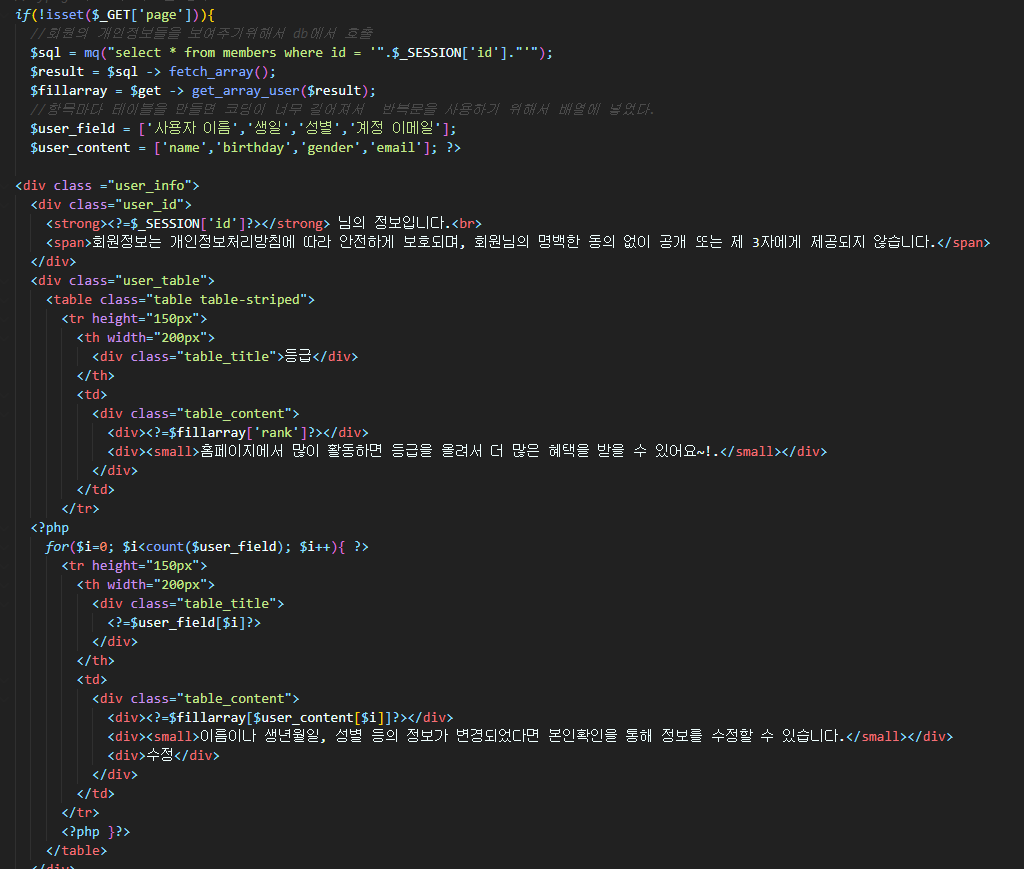 if(!isset($_GET['page'])){
//회원의 개인정보들을 보여주기위해서 db에서 호출
$sql = mq("select * from members where id = '".$_SESSION['id']."'");
$result = $sql -> fetch_array();
$fillarray = $get -> get_array_user($result);
//항목마다 테이블을 만들면 코딩이 너무 길어져서 반복문을 사용하기 위해서 배열에 넣었다.
$user_field = ['사용자 이름','생일','성별','계정 이메일'];
$user_content = ['name','birthday','gender','email']; ?>
<div class ="user_info">
<div class="user_id">
<strong><?=$_SESSION['id']?></strong> 님의 정보입니다.<br>
<span>회원정보는 개인정보처리방침에 따라 안전하게 보호되며, 회원님의 명백한 동의 없이 공개 또는 제 3자에게 제공되지 않습니다.</span>
</div>
<div class="user_table">
<table class="table table-striped">
<tr height="150px">
<th width="200px">
<div class="table_title">등급</div>
</th>
<td>
<div class="table_content">
<div><?=$fillarray['rank']?></div>
<div><small>홈페이지에서 많이 활동하면 등급을 올려서 더 많은 혜택을 받을 수 있어요~!.</small></div>
</div>
</td>
</tr>
<?php
for($i=0; $i<count($user_field); $i++){ ?>
<tr height="150px">
<th width="200px">
<div class="table_title">
<?=$user_field[$i]?>
</div>
</th>
<td>
<div class="table_content">
<div><?=$fillarray[$user_content[$i]]?></div>
<div><small>이름이나 생년월일, 성별 등의 정보가 변경되었다면 본인확인을 통해 정보를 수정할 수 있습니다.</small></div>
<div>수정</div>
</div>
</td>
</tr>
<?php }?>
</table>
</div>